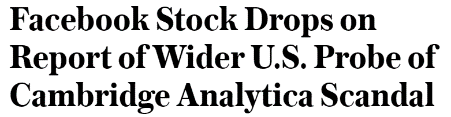 Facebook Stock Drops on
Report of Wider U.S. Probe of
Cambridge Analytica Scandal